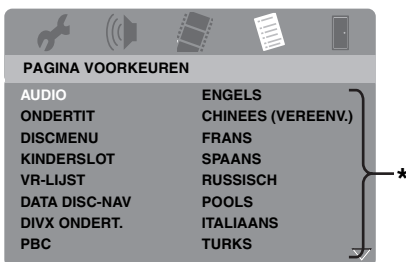 PAGINA VOORKEUREN
AUDIO ENGELS
ONDERTIT CHINEES (VEREENV.)
DISCMENU FRANS
KINDERSLOT SPAANS
VR-LIJST RUSSISCH
DATA DISC-NAV POOLS
DIVX ONDERT. ITALIAANS
PBC TURKS
*